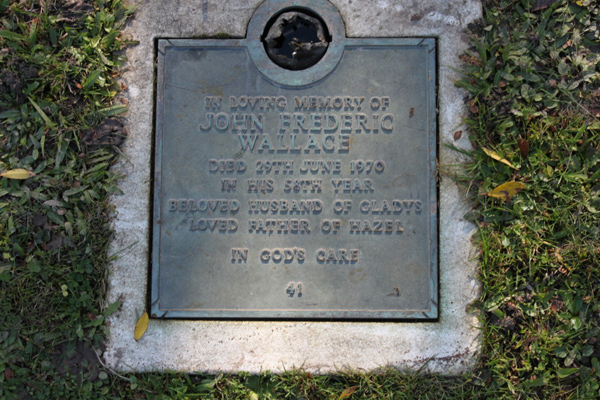 IN LOVING MEMORY OF
JOHN FREDERIC
WALLACE
DIED 29TH JUNE 1970
IN HIS 58TH YEAR
BELOVED HUSBAND OF GLADYS
LOVED FATHER OF HAZEL
IN GOD'S CARE
41